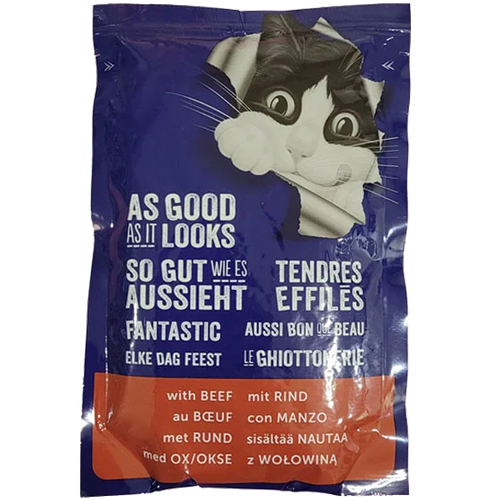 AS GOOD
AS IT LOOKS
SO GUT WIE ES
AUSSIEHT
TENDRES
EFFILÉS
FANTASTIC
AUSSI BON QUE BEAU
ELKE DAG FEEST
LE GHIOTTONERIE
with BEEF mit RIND
au BŒUF con MANZO
met RUND sisältää NAUTAA
med OX/OKSE z WOŁOWINĄ